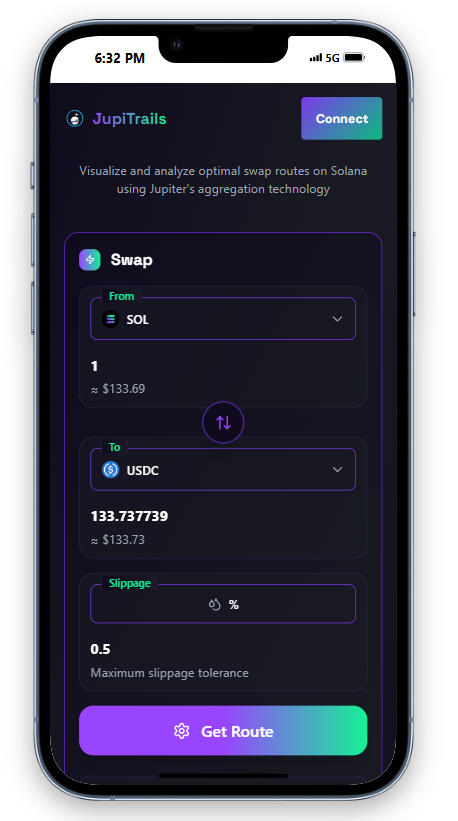 6:32 PM
5G
JupiTrails
Connect
Visualize and analyze optimal swap routes on Solana
using Jupiter's aggregation technology
Swap
From
SOL
1
≈ $133.69
To
USDC
133.737739
≈ $133.73
Slippage
%
0.5
Maximum slippage tolerance
Get Route